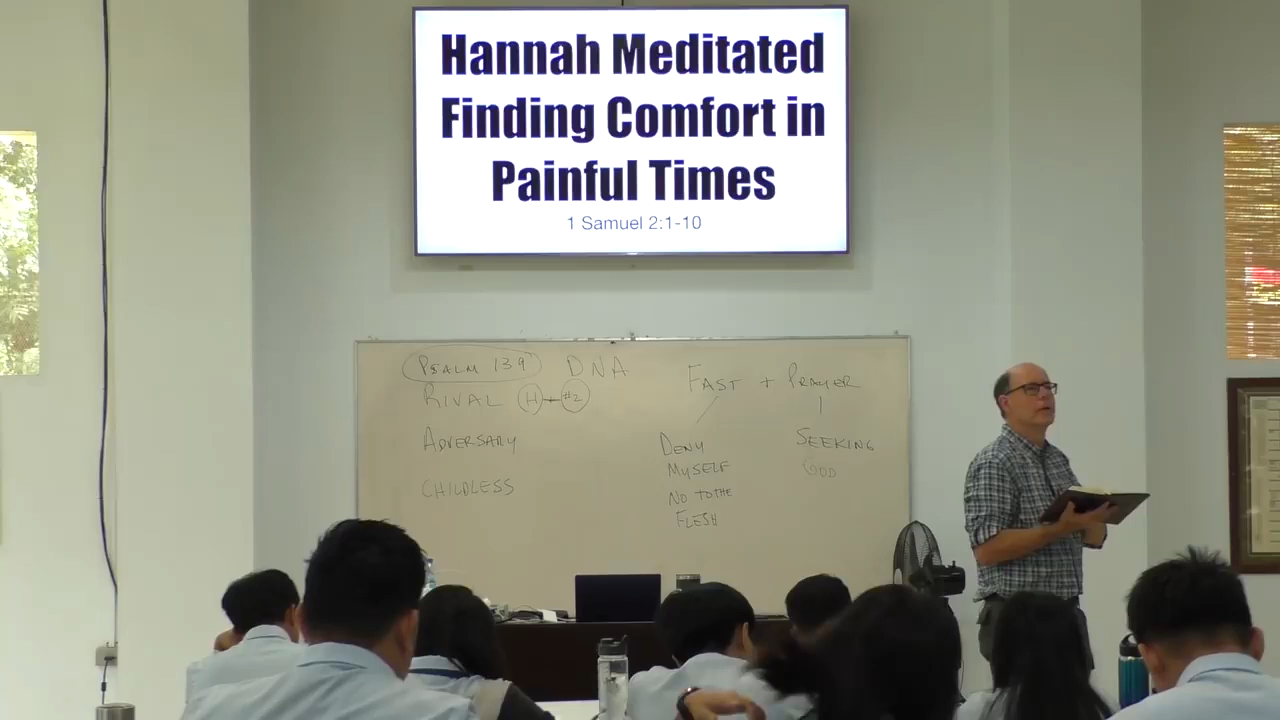 Hannah Meditated
Finding Comfort in
Painful Times
1 Samuel 2:1-10
PSALM 139 DNA
RIVAL H #2
ADVERSARY
CHILDLESS
FAST + PRAYER
DENY
MYSELF
NO TO THE
FLESH
SEEKING
GOD